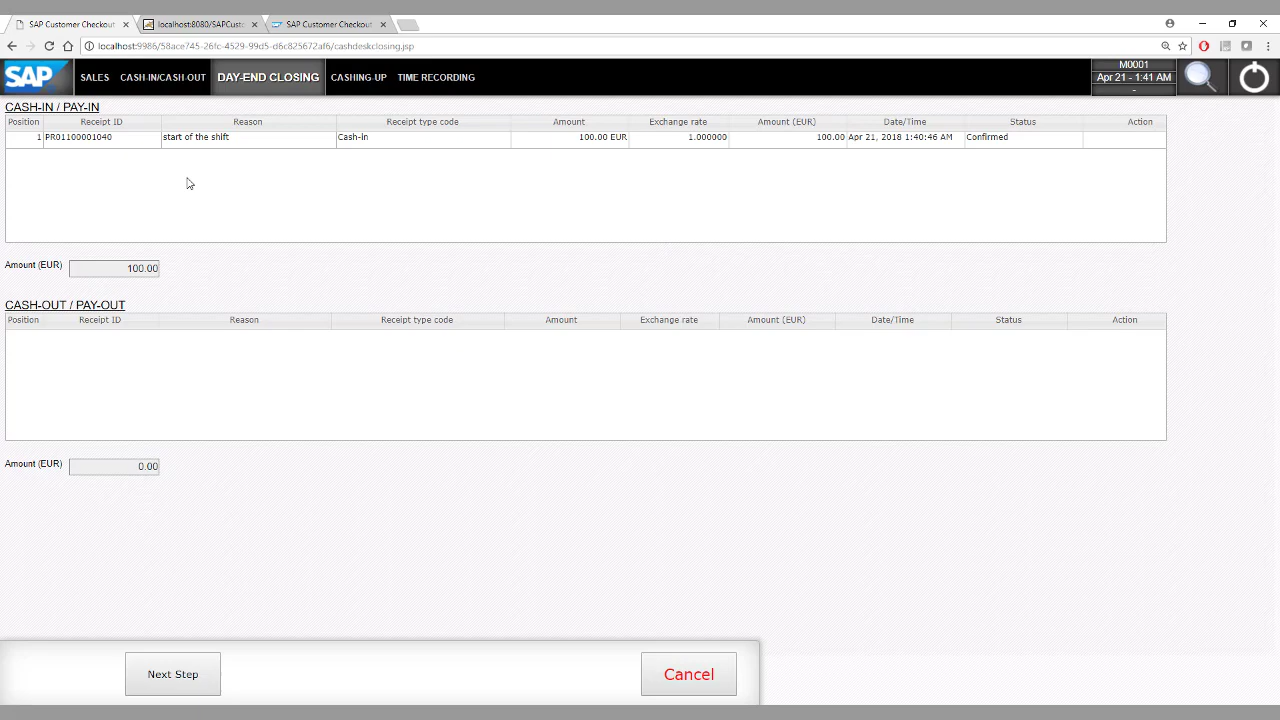 SAP Customer Checkout
localhost:8080/SAPCust
SAP Customer Checkout
localhost:9986/58ace745-26fc-4529-99d5-d6c825672af6/cashdeskclosing.jsp
SAP SALES CASH-IN/CASH-OUT DAY-END CLOSING CASHING-UP TIME RECORDING
M0001
Apr 21 - 1:41 AM
-
CASH-IN / PAY-IN
Position Receipt ID Reason Receipt type code Amount Exchange rate Amount (EUR) Date/Time Status Action
1 PR01100001040 start of the shift Cash-in 100.00 EUR 1.000000 100.00 Apr 21, 2018 1:40:46 AM Confirmed
Amount (EUR) 100.00
CASH-OUT / PAY-OUT
Position Receipt ID Reason Receipt type code Amount Exchange rate Amount (EUR) Date/Time Status Action
Amount (EUR) 0.00
Next Step
Cancel